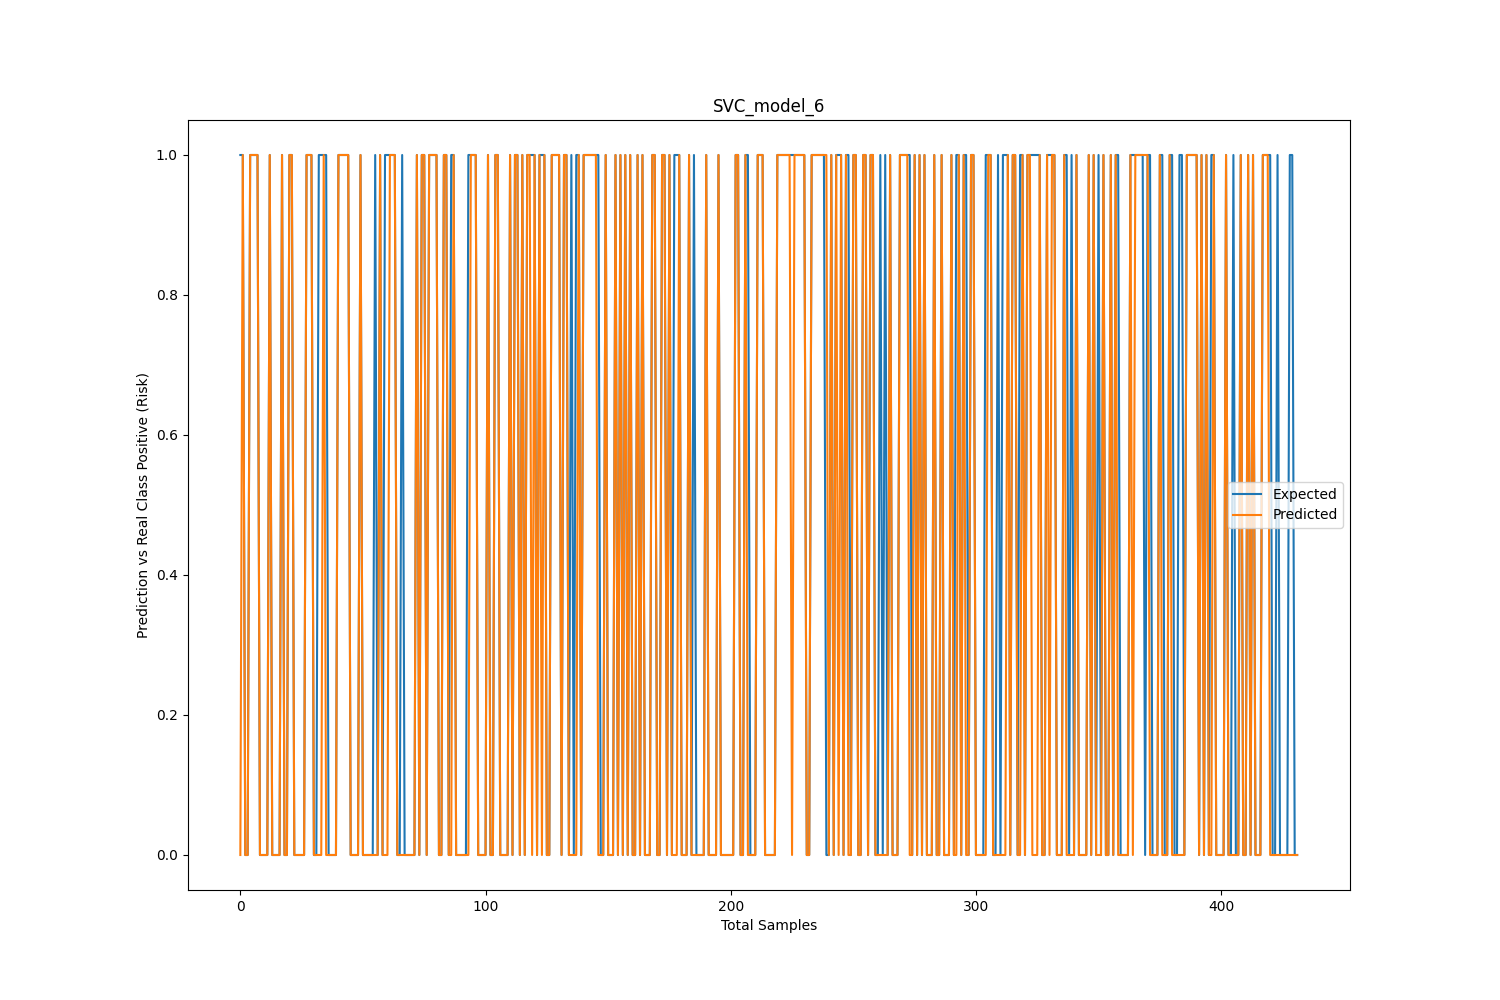 SVC_model_6
1.0
0.8
0.6
0.4
0.2
0.0
Prediction vs Real Class Positive (Risk)
Expected
Predicted
0
100
200
300
400
Total Samples